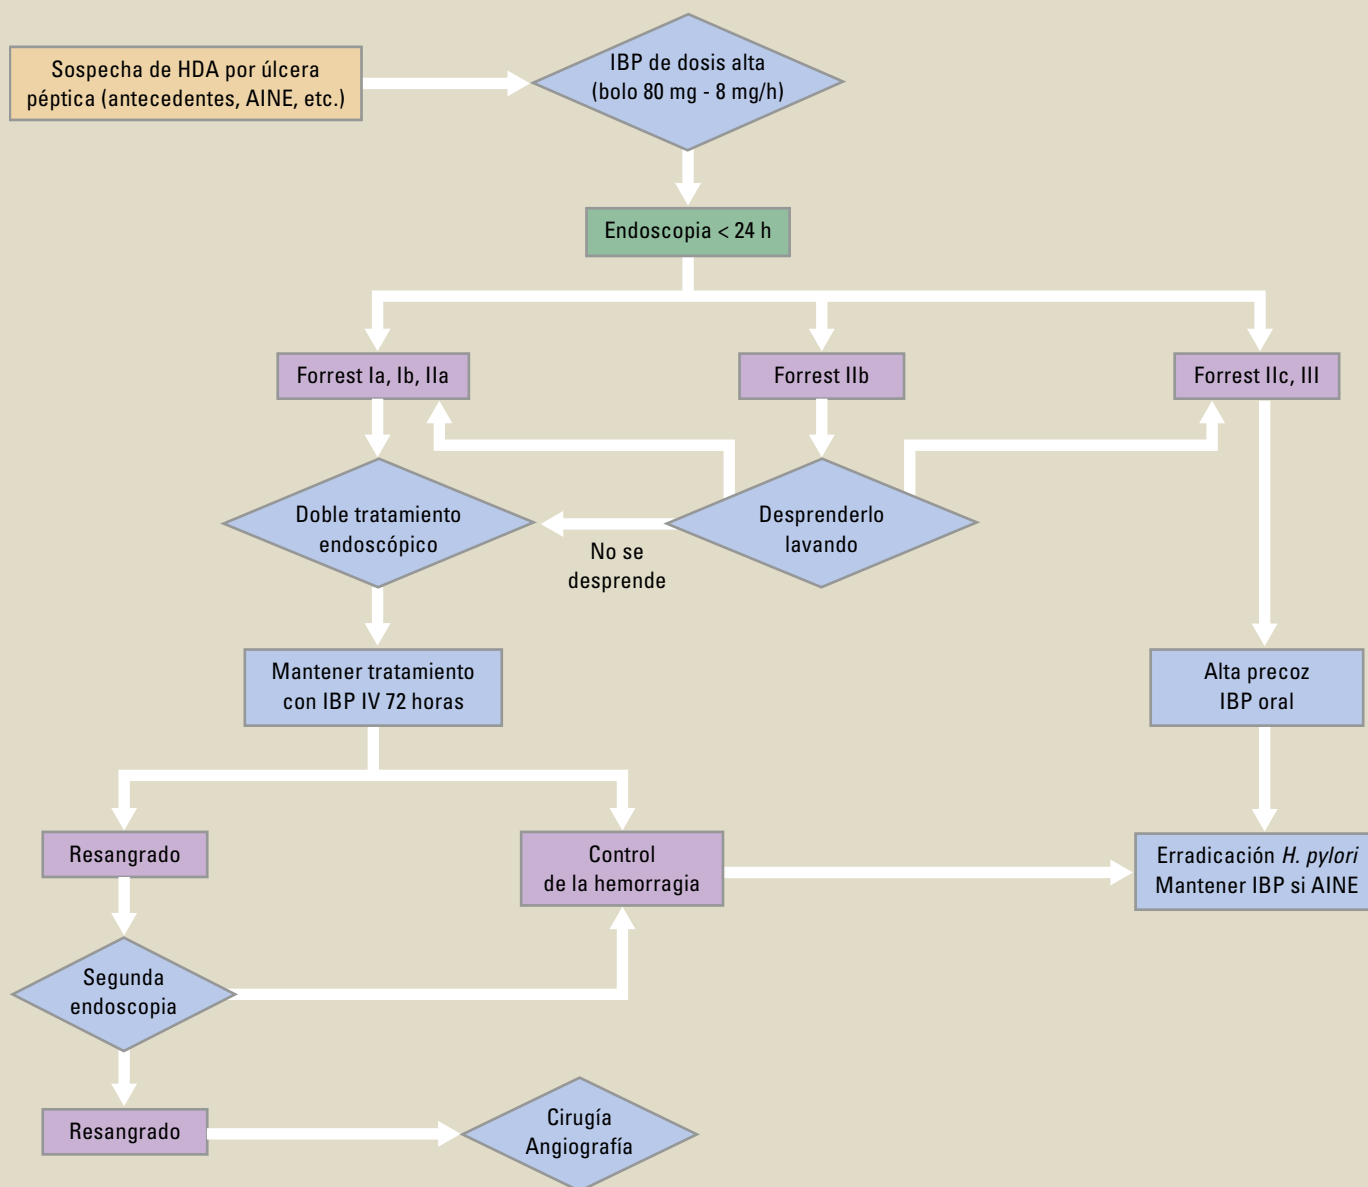 Sospecha de HDA por úlcera
péptica (antecedentes, AINE, etc.)
IBP de dosis alta
(bolo 80 mg - 8 mg/h)
Endoscopia < 24 h
Forrest Ia, Ib, IIa
Forrest IIb
Forrest IIc, III
Doble tratamiento
endoscópico
No se
desprende
Desprenderlo
lavando
Mantener tratamiento
con IBP IV 72 horas
Alta precoz
IBP oral
Resangrado
Control
de la hemorragia
Erradicación H. pylori
Mantener IBP si AINE
Segunda
endoscopia
Resangrado
Cirugía
Angiografía